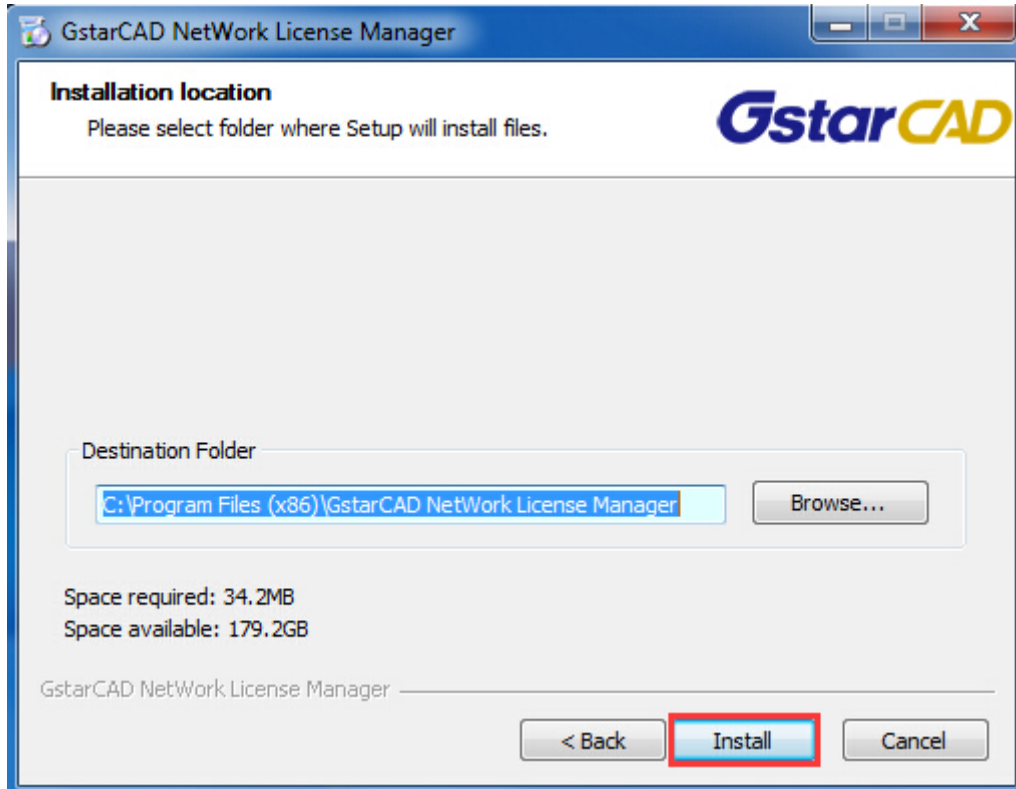 GstarCAD NetWork License Manager
Installation location
Please select folder where Setup will install files.
GstarCAD
Destination Folder
C:\Program Files (x86)\GstarCAD NetWork License Manager
Browse...
Space required: 34.2MB
Space available: 179.2GB
GstarCAD NetWork License Manager
< Back
Install
Cancel